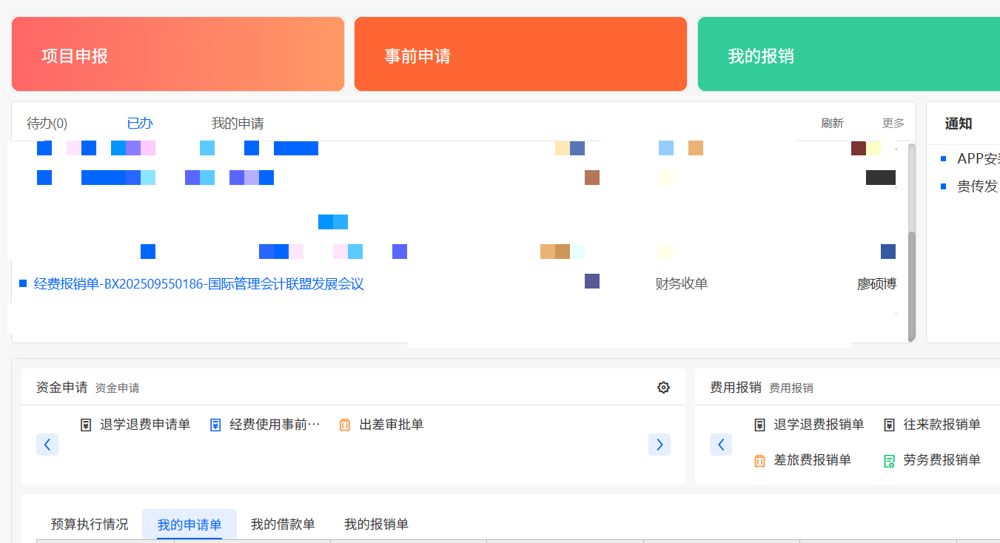 项目申报 事前申请 我的报销
待办(0) 已办 我的申请 刷新 更多 通知
APP安
贵传发
经费报销单-BX202509550186-国际管理会计联盟发展会议 财务收单 廖硕博
资金申请 资金申请 费用报销 费用报销
退学退费申请单 经费使用事前… 出差审批单 退学退费报销单 往来款报销单
差旅费报销单 劳务费报销单
预算执行情况 我的申请单 我的借款单 我的报销单